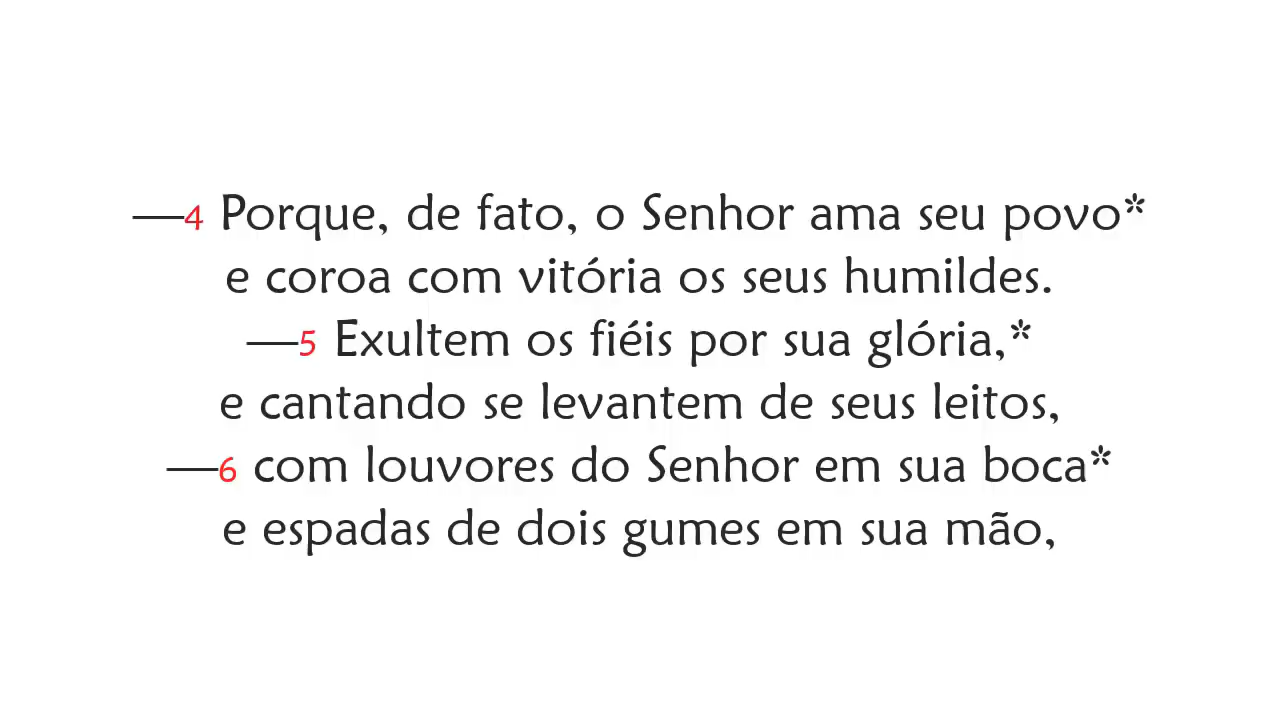 —4 Porque, de fato, o Senhor ama seu povo*
e coroa com vitória os seus humildes.
—5 Exultem os fiéis por sua glória,*
e cantando se levantem de seus leitos,
—6 com louvores do Senhor em sua boca*
e espadas de dois gumes em sua mão,